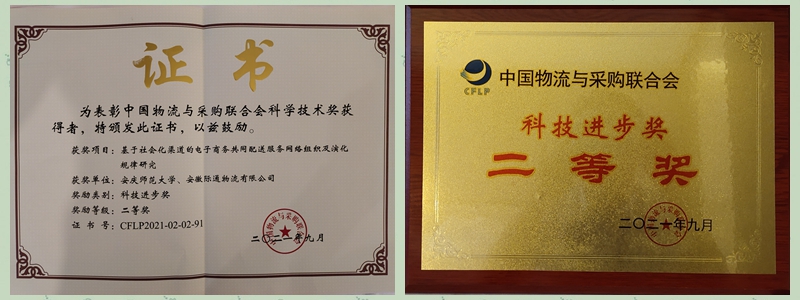 证书
为表彰中国物流与采购联合会科学技术奖获
得者，特颁发此证书，以兹鼓励。
获奖项目：基于社会化渠道的电子商务共同配送服务网络组织及演化
规律研究
获奖单位：安庆师范大学、安徽际通物流有限公司
奖励类别：科技进步奖
奖励等级：二等奖
证书号：CFLP2021-02-02-91
二〇二一年九月
CFLP
中国物流与采购联合会
科技进步奖
二等奖
二〇二一年九月